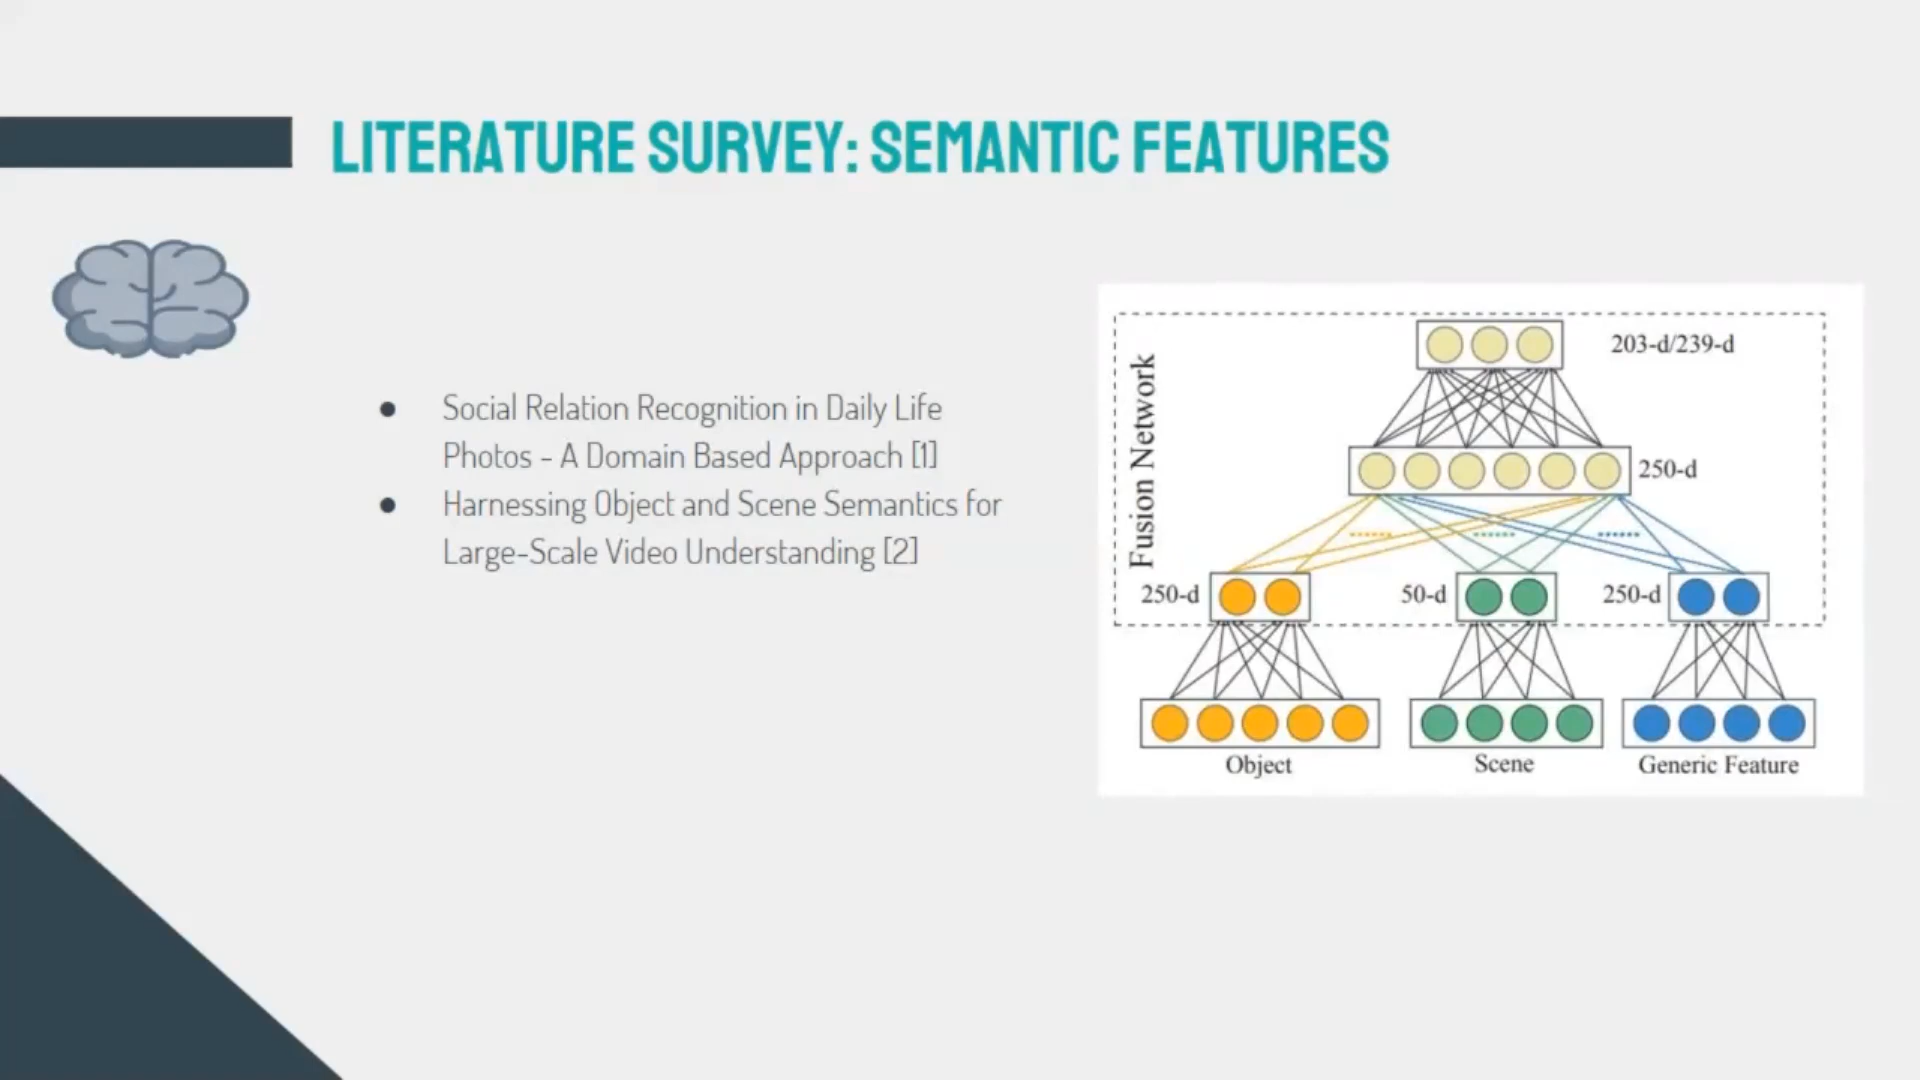 LITERATURE SURVEY: SEMANTIC FEATURES
● Social Relation Recognition in Daily Life
Photos - A Domain Based Approach [1]
● Harnessing Object and Scene Semantics for
Large-Scale Video Understanding [2]
Fusion Network
203-d/239-d
250-d
250-d
50-d
250-d
Object
Scene
Generic Feature